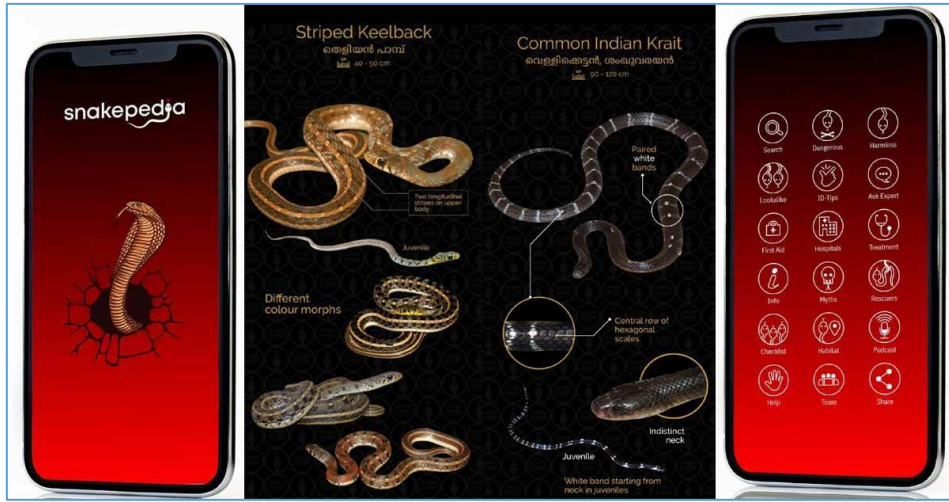 snakepedia
Striped Keelback
തെളിയൻ പാമ്പ്
40 - 50 cm
Two longitudinal
stripes on upper
body
Juvenile
Different
colour morphs
Common Indian Krait
വെള്ളിക്കെട്ടൻ, ശംഖുവരയൻ
90 - 120 cm
Paired
white
bands
Central row of
hexagonal
scales
Indistinct
neck
Juvenile
White band starting from
neck in juveniles
Search
Dangerous
Harmless
Lookalike
ID-Tips
Ask Expert
First Aid
Hospitals
Treatment
Info
Myths
Rescuers
Checklist
Habitat
Podcast
Help
Team
Share